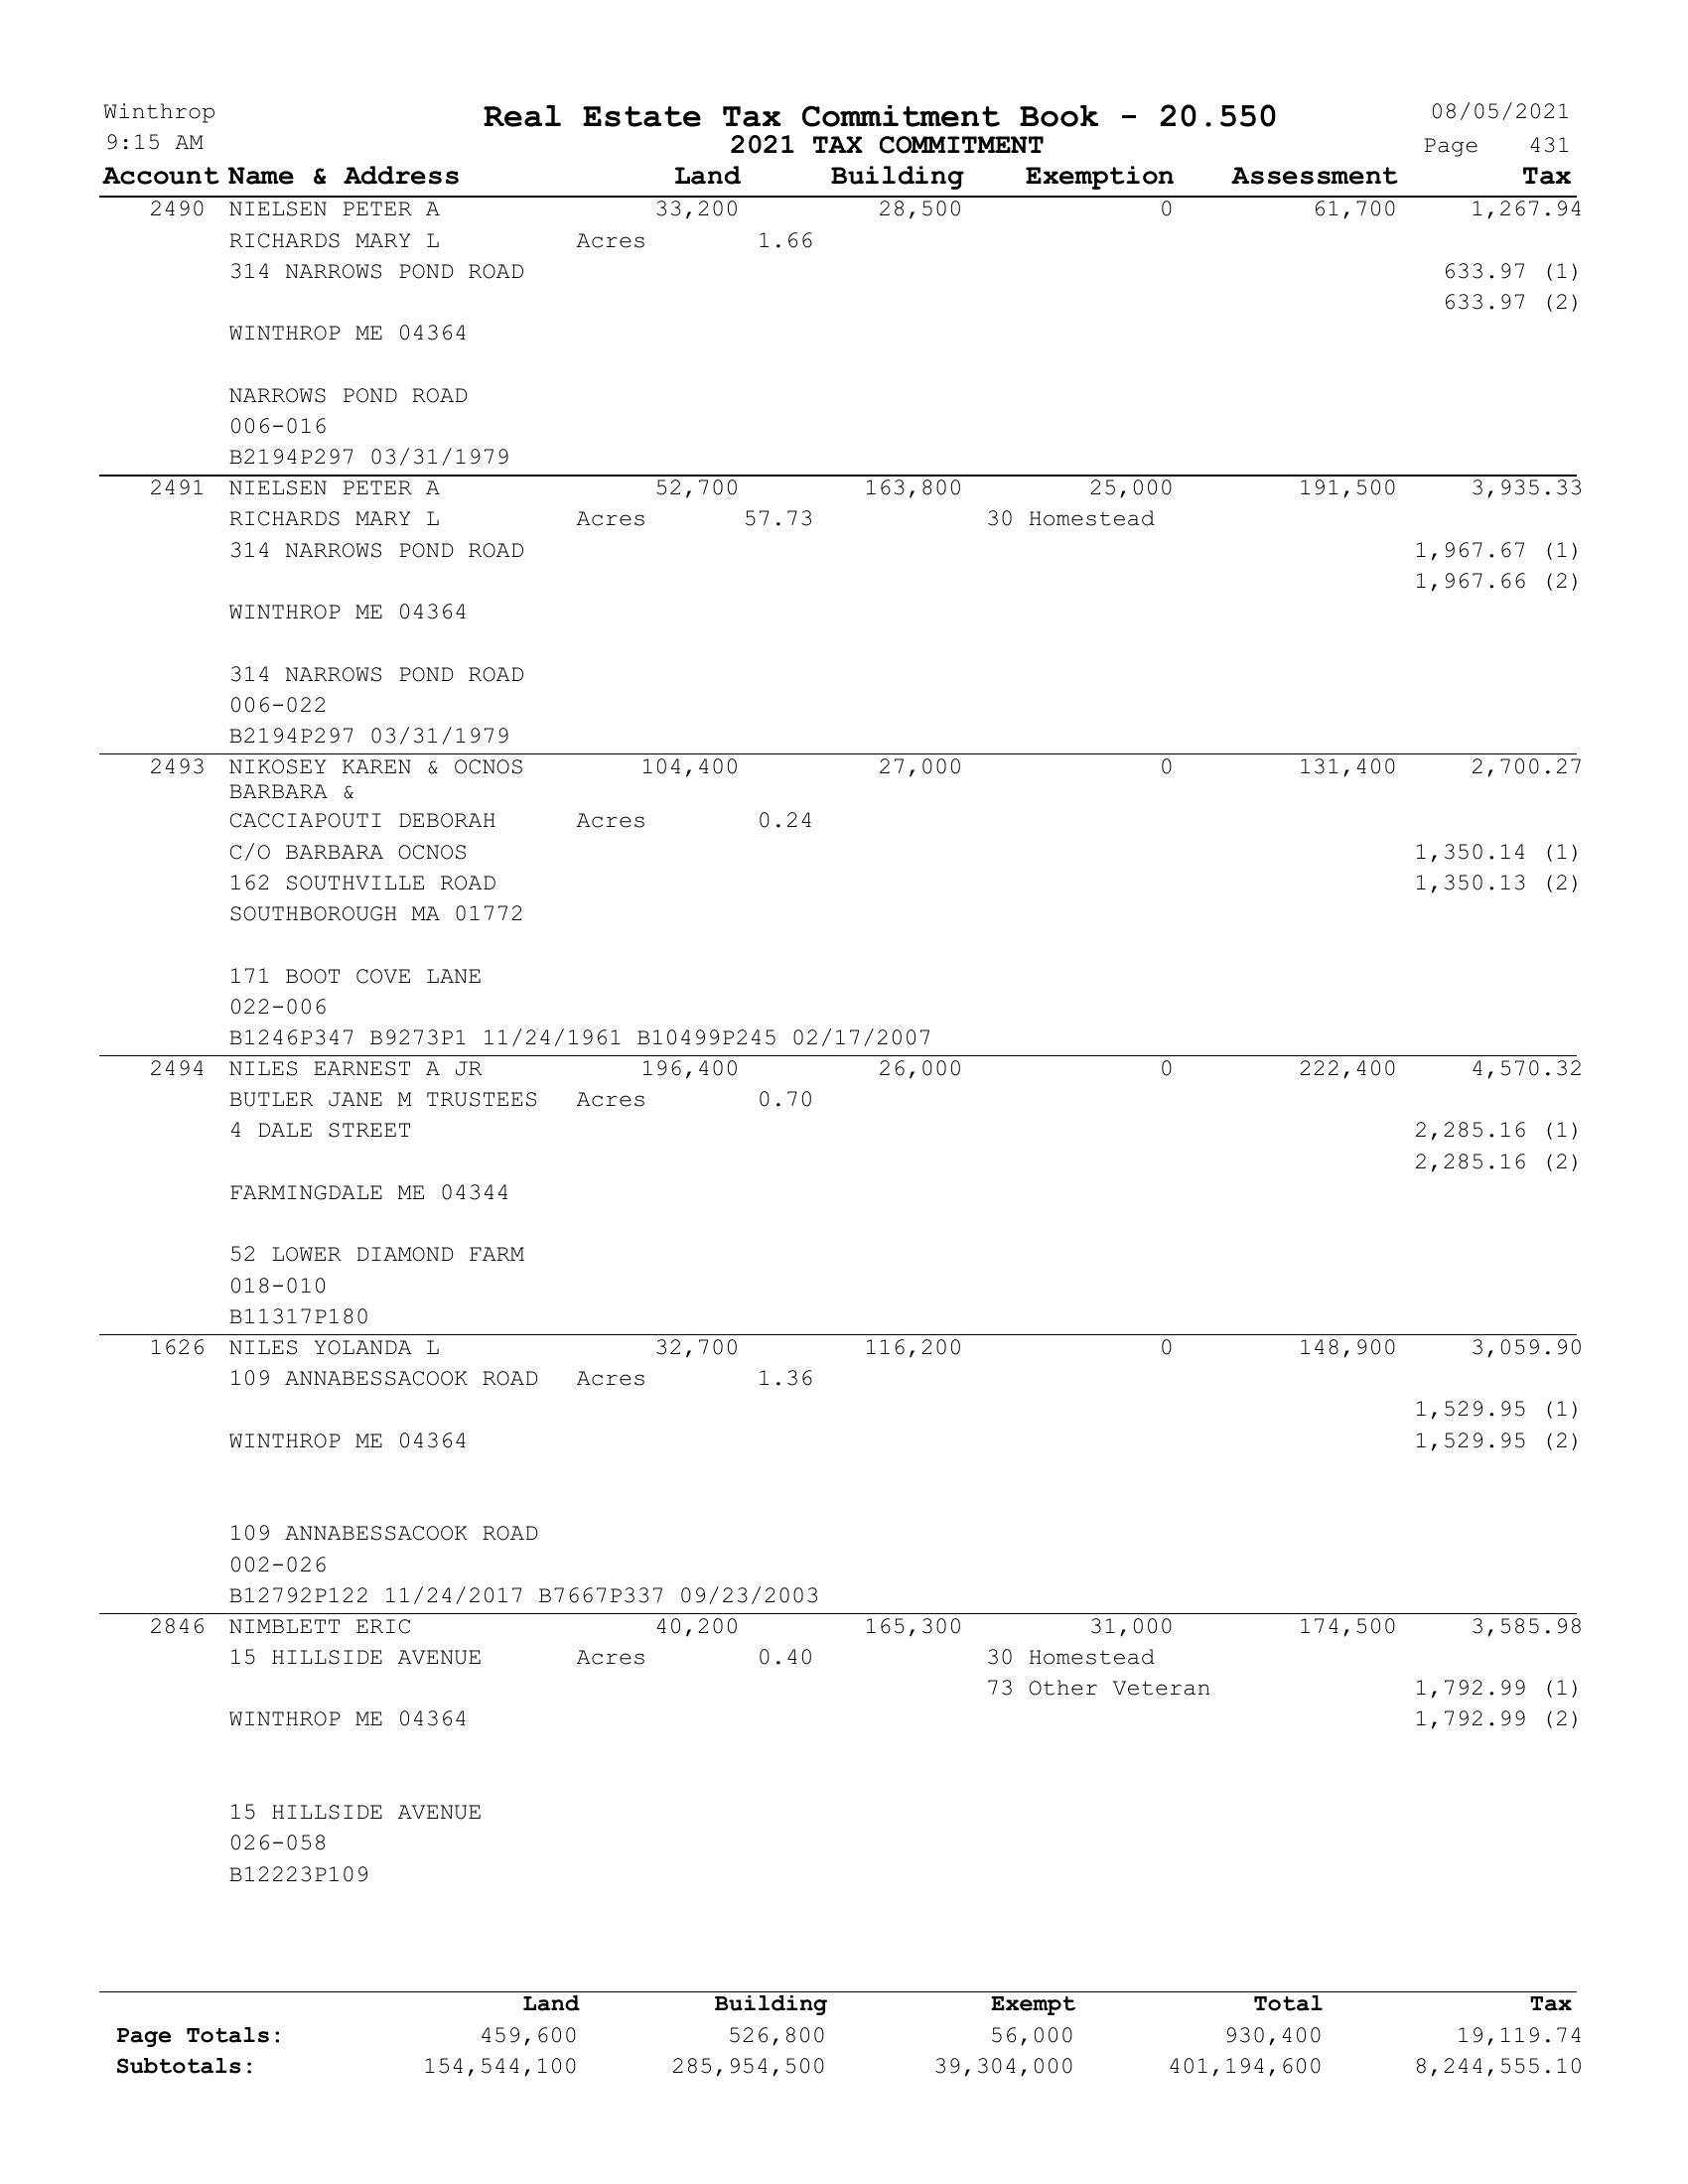 Winthrop Real Estate Tax Commitment Book - 20.550 08/05/2021
9:15 AM 2021 TAX COMMITMENT Page 431
Account Name & Address Land Building Exemption Assessment Tax
2490 NIELSEN PETER A 33,200 28,500 0 61,700 1,267.94
RICHARDS MARY L Acres 1.66
314 NARROWS POND ROAD 633.97 (1)
633.97 (2)
WINTHROP ME 04364
NARROWS POND ROAD
006-016
B2194P297 03/31/1979
2491 NIELSEN PETER A 52,700 163,800 25,000 191,500 3,935.33
RICHARDS MARY L Acres 57.73 30 Homestead
314 NARROWS POND ROAD 1,967.67 (1)
1,967.66 (2)
WINTHROP ME 04364
314 NARROWS POND ROAD
006-022
B2194P297 03/31/1979
2493 NIKOSEY KAREN & OCNOS 104,400 27,000 0 131,400 2,700.27
BARBARA &
CACCIAPOUTI DEBORAH Acres 0.24
C/O BARBARA OCNOS 1,350.14 (1)
162 SOUTHVILLE ROAD 1,350.13 (2)
SOUTHBOROUGH MA 01772
171 BOOT COVE LANE
022-006
B1246P347 B9273P1 11/24/1961 B10499P245 02/17/2007
2494 NILES EARNEST A JR 196,400 26,000 0 222,400 4,570.32
BUTLER JANE M TRUSTEES Acres 0.70
4 DALE STREET 2,285.16 (1)
2,285.16 (2)
FARMINGDALE ME 04344
52 LOWER DIAMOND FARM
018-010
B11317P180
1626 NILES YOLANDA L 32,700 116,200 0 148,900 3,059.90
109 ANNABESSACOOK ROAD Acres 1.36
1,529.95 (1)
WINTHROP ME 04364 1,529.95 (2)
109 ANNABESSACOOK ROAD
002-026
B12792P122 11/24/2017 B7667P337 09/23/2003
2846 NIMBLETT ERIC 40,200 165,300 31,000 174,500 3,585.98
15 HILLSIDE AVENUE Acres 0.40 30 Homestead
73 Other Veteran 1,792.99 (1)
WINTHROP ME 04364 1,792.99 (2)
15 HILLSIDE AVENUE
026-058
B12223P109
Land Building Exempt Total Tax
Page Totals: 459,600 526,800 56,000 930,400 19,119.74
Subtotals: 154,544,100 285,954,500 39,304,000 401,194,600 8,244,555.10